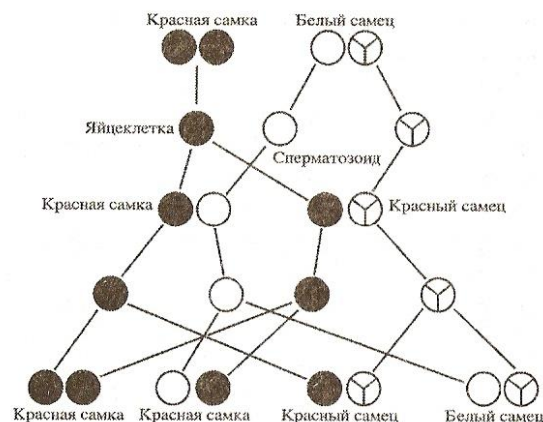 Красная самка
Белый самец
Яйцеклетка
Сперматозоид
Красная самка
Красный самец
Красная самка
Красная самка
Красный самец
Белый самец